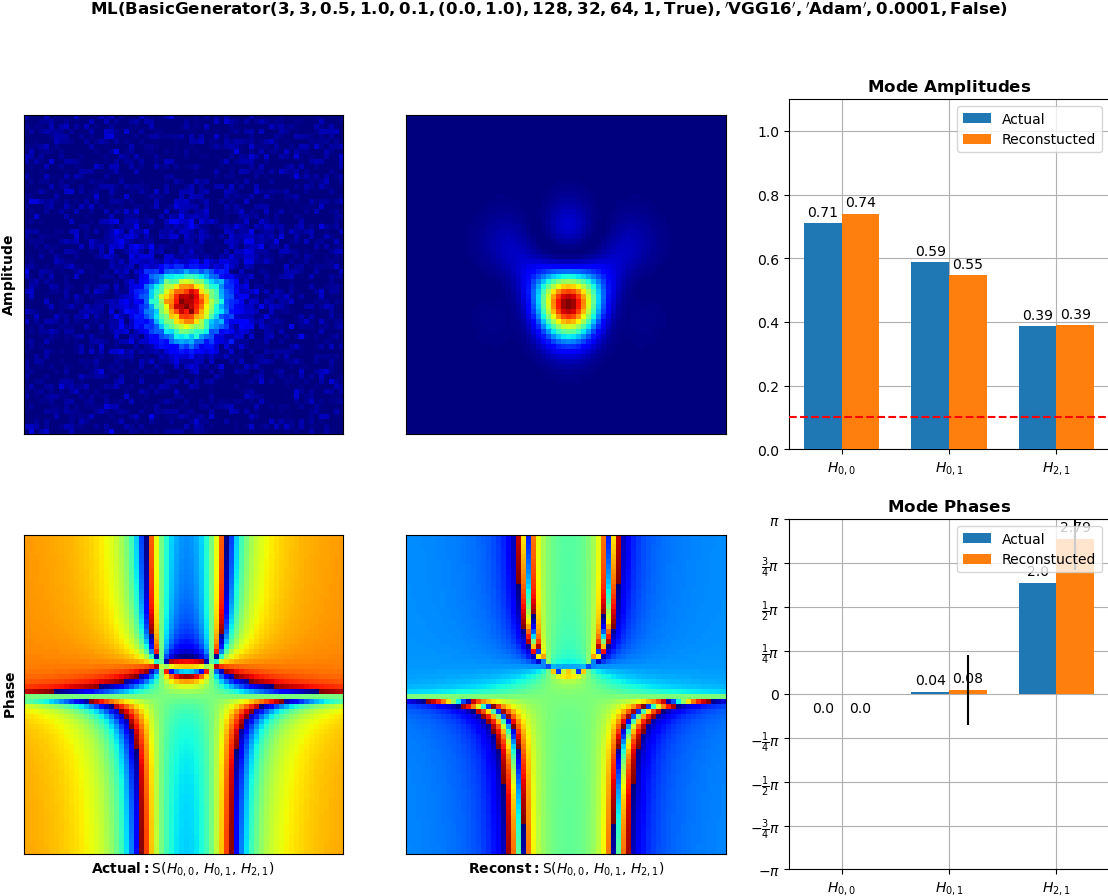 ML(BasicGenerator(3, 3, 0.5, 1.0, 0.1, (0.0, 1.0), 128, 32, 64, 1, True), ′VGG16′, ′Adam′, 0.0001, False)
Amplitude
Mode Amplitudes
Actual
Reconstucted
1.0
0.8
0.6
0.4
0.2
0.0
0.71
0.74
0.59
0.55
0.39
0.39
H₀,₀
H₀,₁
H₂,₁
Phase
Actual: S(H₀,₀, H₀,₁, H₂,₁)
Reconst: S(H₀,₀, H₀,₁, H₂,₁)
Mode Phases
Actual
Reconstucted
π
3/4π
1/2π
1/4π
0
−1/4π
−1/2π
−3/4π
−π
0.0
0.0
0.04
0.08
2.0
2.79
H₀,₀
H₀,₁
H₂,₁